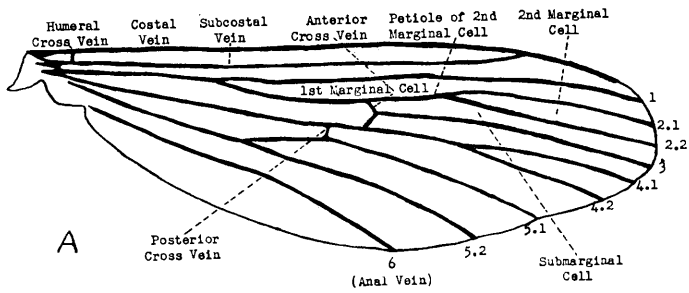 Humeral
Cross Vein
Costal
Vein
Subcostal
Vein
Anterior
Cross Vein
Petiole of 2nd
Marginal Cell
2nd Marginal
Cell
1st Marginal Cell
1
2.1
2.2
3
4.1
4.2
5.1
5.2
6
(Anal Vein)
A
Posterior
Cross Vein
Submarginal
Cell